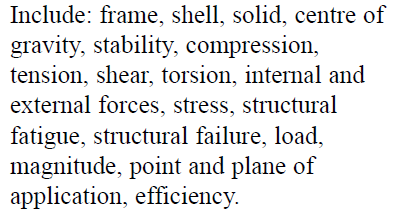 Include: frame, shell, solid, centre of
gravity, stability, compression,
tension, shear, torsion, internal and
external forces, stress, structural
fatigue, structural failure, load,
magnitude, point and plane of
application, efficiency.